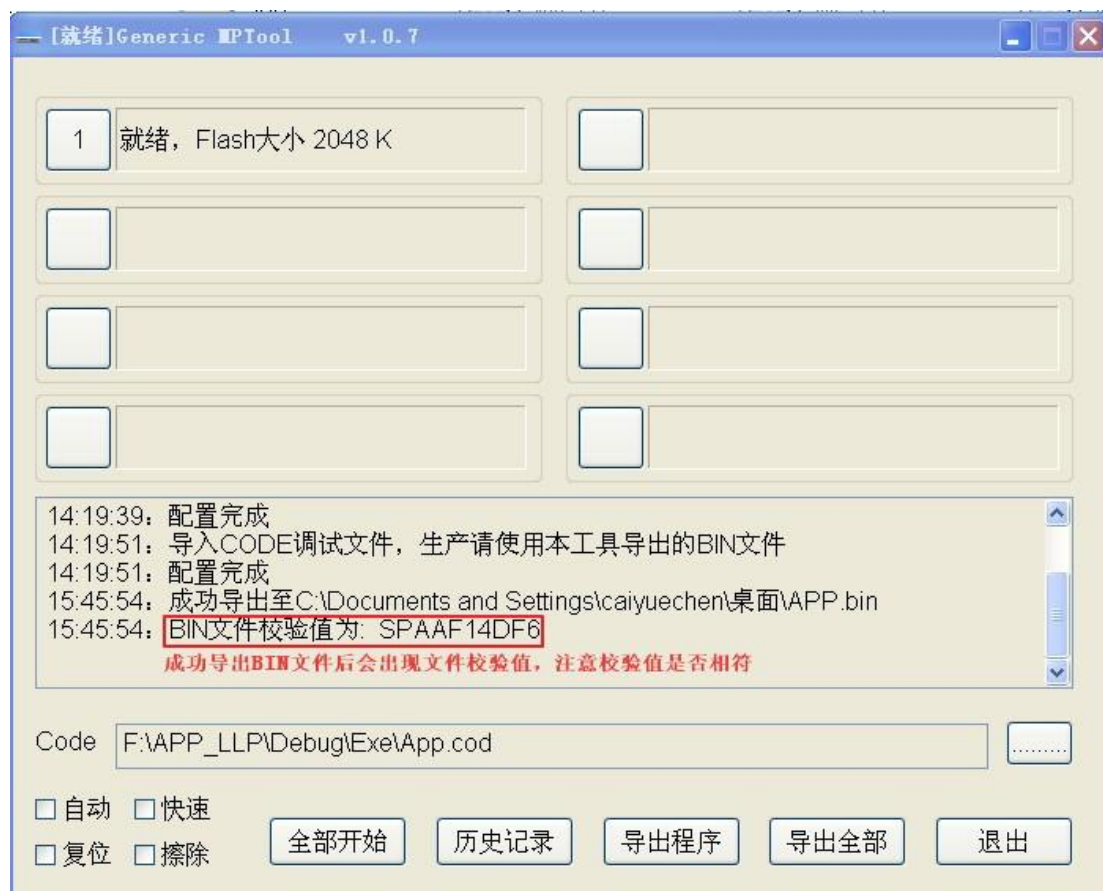 [就绪]Generic MPTool v1.0.7
1 就绪，Flash大小 2048 K
14:19:39：配置完成
14:19:51：导入CODE调试文件，生产请使用本工具导出的BIN文件
14:19:51：配置完成
15:45:54：成功导出至C:\Documents and Settings\caiyuechen\桌面\APP.bin
15:45:54：BIN文件校验值为: SPAAF14DF6
成功导出BIN文件后会出现文件校验值，注意校验值是否相符
Code F:\APP_LLP\Debug\Exe\App.cod .........
自动 快速
复位 擦除 全部开始 历史记录 导出程序 导出全部 退出